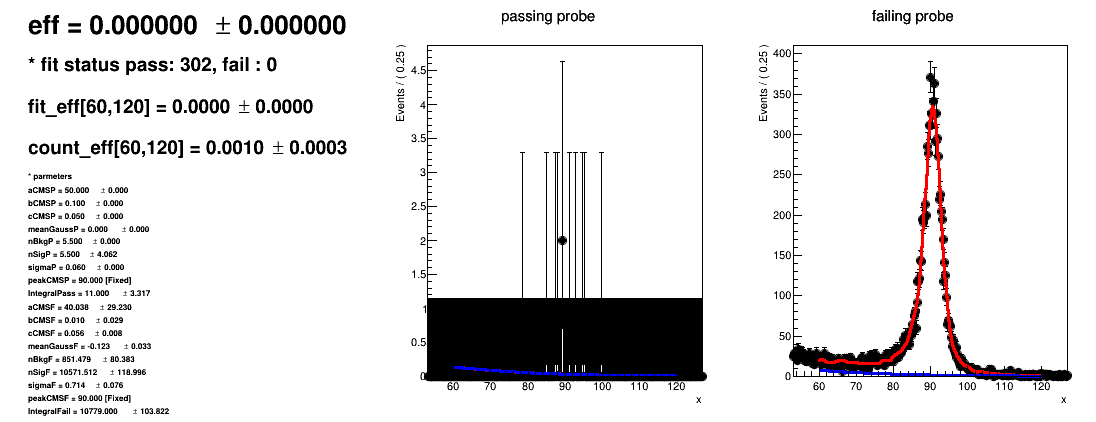 eff = 0.000000 ± 0.000000
* fit status pass: 302, fail : 0
fit_eff[60,120] = 0.0000 ± 0.0000
count_eff[60,120] = 0.0010 ± 0.0003
* parmeters
aCMSP = 50.000 ± 0.000
bCMSP = 0.100 ± 0.000
cCMSP = 0.050 ± 0.000
meanGaussP = 0.000 ± 0.000
nBkgP = 5.500 ± 0.000
nSigP = 5.500 ± 4.062
sigmaP = 0.060 ± 0.000
peakCMSP = 90.000 [Fixed]
IntegralPass = 11.000 ± 3.317
aCMSF = 40.038 ± 29.230
bCMSF = 0.010 ± 0.029
cCMSF = 0.056 ± 0.008
meanGaussF = -0.123 ± 0.033
nBkgF = 851.479 ± 80.383
nSigF = 10571.512 ± 118.996
sigmaF = 0.714 ± 0.076
peakCMSF = 90.000 [Fixed]
IntegralFail = 10779.000 ± 103.822
passing probe
Events / ( 0.25 )
4.5
4
3.5
3
2.5
2
1.5
1
0.5
0
60 70 80 90 100 110 120
x
failing probe
Events / ( 0.25 )
400
350
300
250
200
150
100
50
0
60 70 80 90 100 110 120
x